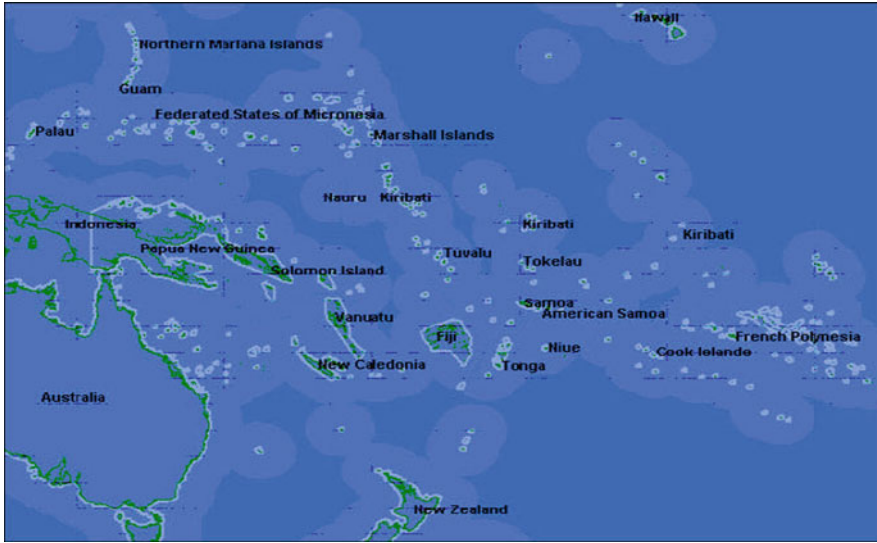 Hawaii
Northern Mariana Islands
Guam
Federated States of Micronesia
Palau
Marshall Islands
Nauru
Kiribati
Indonesia
Kiribati
Kiribati
Papua New Guinea
Tuvalu
Tokelau
Solomon Island
Samoa
American Samoa
Vanuatu
Fiji
French Polynesia
Niue
Cook Islands
New Caledonia
Tonga
Australia
New Zealand